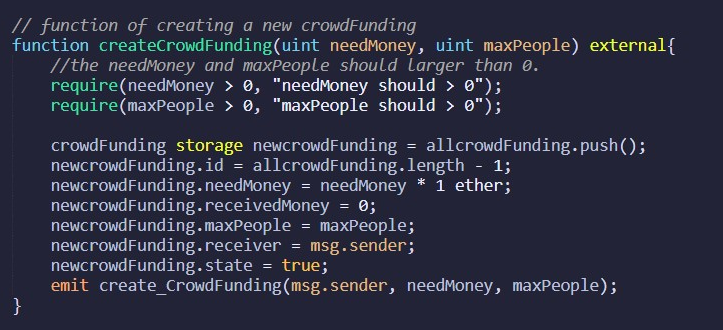 // function of creating a new crowdFunding
function createCrowdFunding(uint needMoney, uint maxPeople) external{
    //the needMoney and maxPeople should larger than 0.
    require(needMoney > 0, "needMoney should > 0");
    require(maxPeople > 0, "maxPeople should > 0");

    crowdFunding storage newcrowdFunding = allcrowdFunding.push();
    newcrowdFunding.id = allcrowdFunding.length - 1;
    newcrowdFunding.needMoney = needMoney * 1 ether;
    newcrowdFunding.receivedMoney = 0;
    newcrowdFunding.maxPeople = maxPeople;
    newcrowdFunding.receiver = msg.sender;
    newcrowdFunding.state = true;
    emit create_CrowdFunding(msg.sender, needMoney, maxPeople);
}